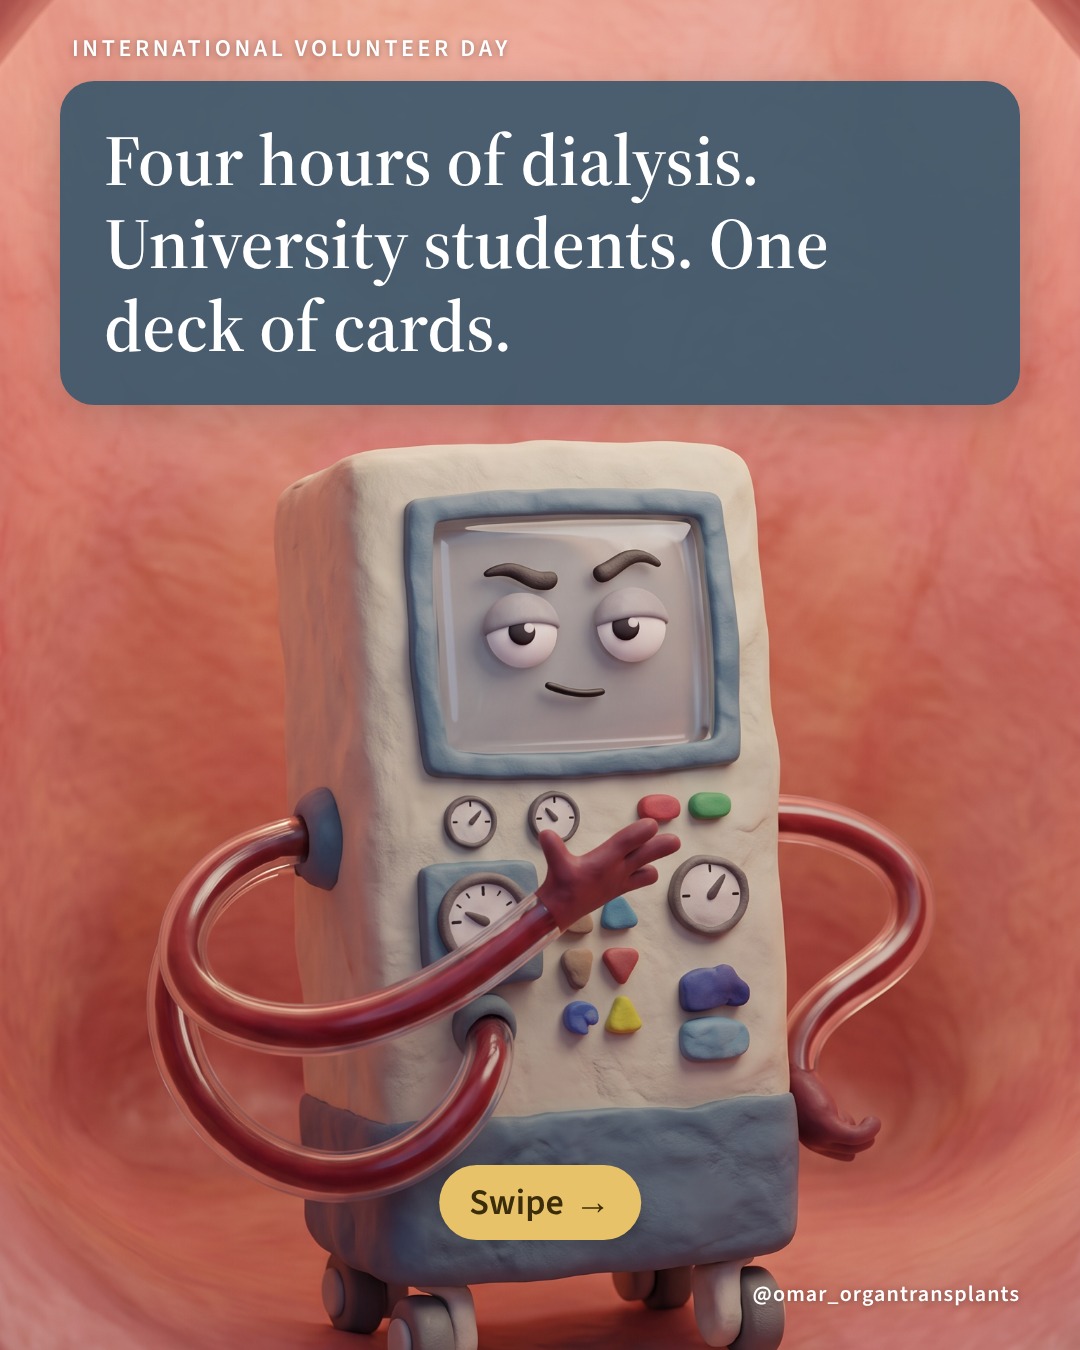 INTERNATIONAL VOLUNTEER DAY
Four hours of dialysis.
University students. One
deck of cards.
Swipe →
@omar_organtransplants